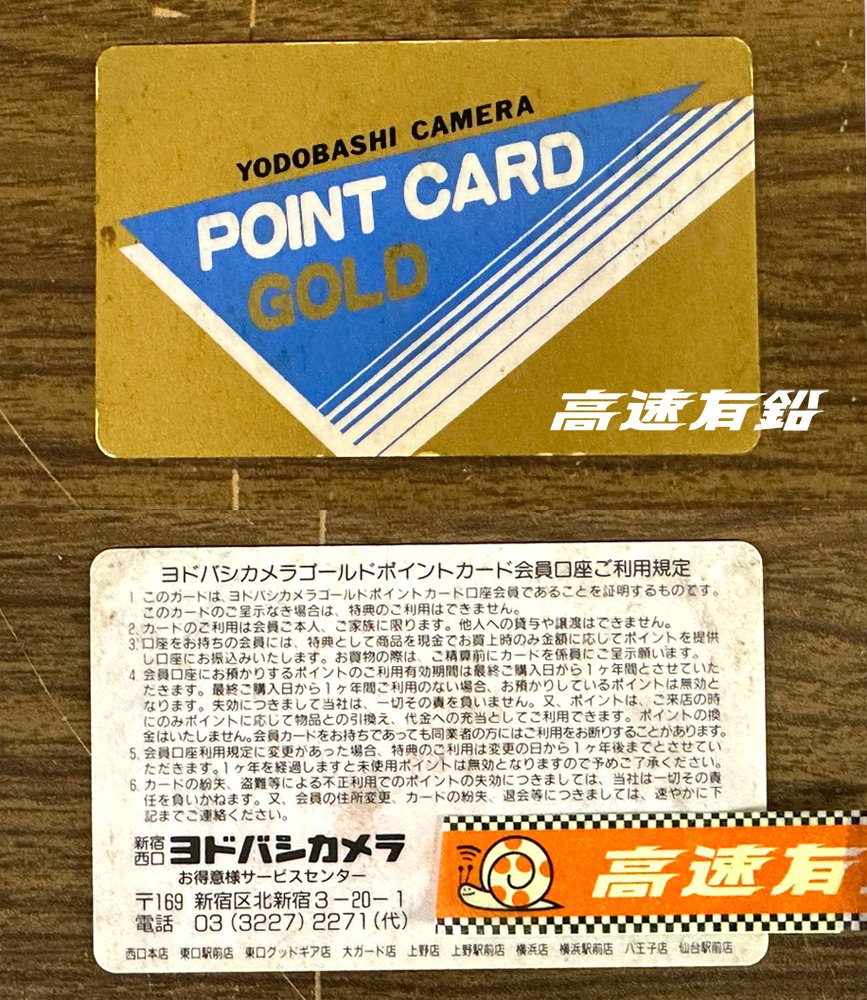 YODOBASHI CAMERA
POINT CARD
GOLD
高速有鉛
ヨドバシカメラゴールドポイントカード会員口座ご利用規定
1. このカードは、ヨドバシカメラゴールドポイントカード口座会員であることを証明するものです。
このカードのご呈示なき場合は、特典のご利用はできません。
2. カードのご利用は会員ご本人、ご家族に限ります。他人への貸与や譲渡はできません。
3. 口座をお持ちの会員には、特典として商品を現金でお買上時のみ金額に応じてポイントを提供
し口座にお振込みいたします。お買物の際は、ご精算前にカードを係員にご呈示願います。
4. 会員口座にお預かりするポイントのご利用有効期間は最終ご購入日から1ヶ年間とさせていた
だきます。最終ご購入日から1ヶ年間ご利用のない場合、お預かりしているポイントは無効と
なります。失効につきまして当社は、一切その責を負いません。又、ポイントは、ご来店の時
にのみポイントに応じて物品との引換え、代金への充当としてご利用できます。ポイントの換
金はいたしません。会員カードをお持ちであっても同業者の方にはご利用をお断りすることがあります。
5. 会員口座利用規定に変更があった場合、特典のご利用は変更の日から1ヶ年後までとさせてい
ただきます。1ヶ年を経過しますと未使用ポイントは無効となりますので予めご了承ください。
6. カードの紛失、盗難等による不正利用でのポイントの失効につきましては、当社は一切その責
任を負いかねます。又、会員の住所変更、カードの紛失、退会等につきましては、速やかに下
記までご連絡ください。
新宿西口 ヨドバシカメラ
お得意様サービスセンター
〒169 新宿区北新宿3-20-1
電話 03(3227)2271(代)
西口本店 東口駅前店 東口グッドギア店 大ガード店 上野店 上野駅前店 横浜店 横浜駅前店 八王子店 仙台駅前店
高速有